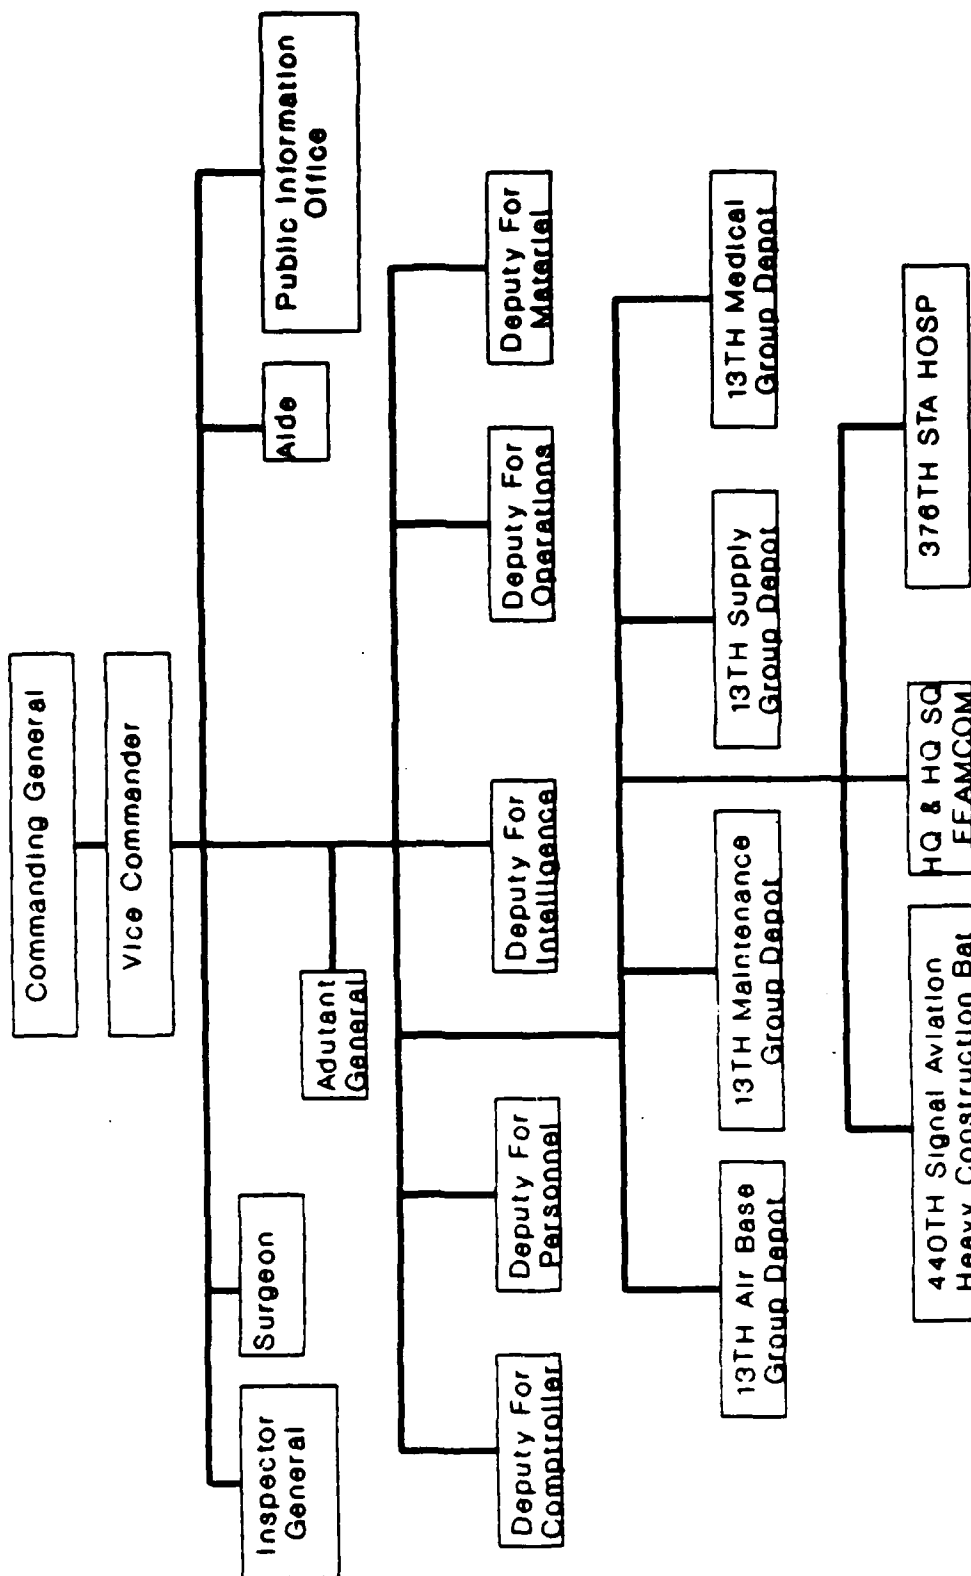 Commanding General
Vice Commander
Inspector
General
Surgeon
Aide
Public Information
Office
Adutant
General
Deputy For
Comptroller
Deputy For
Personnel
Deputy For
Intelligence
Deputy For
Operations
Deputy For
Material
13TH Air Base
Group Depot
13TH Maintenance
Group Depot
13TH Supply
Group Depot
13TH Medical
Group Depot
440TH Signal Aviation
Heavy Construction Bat
HQ & HQ SQ
FEAMCOM
376TH STA HOSP